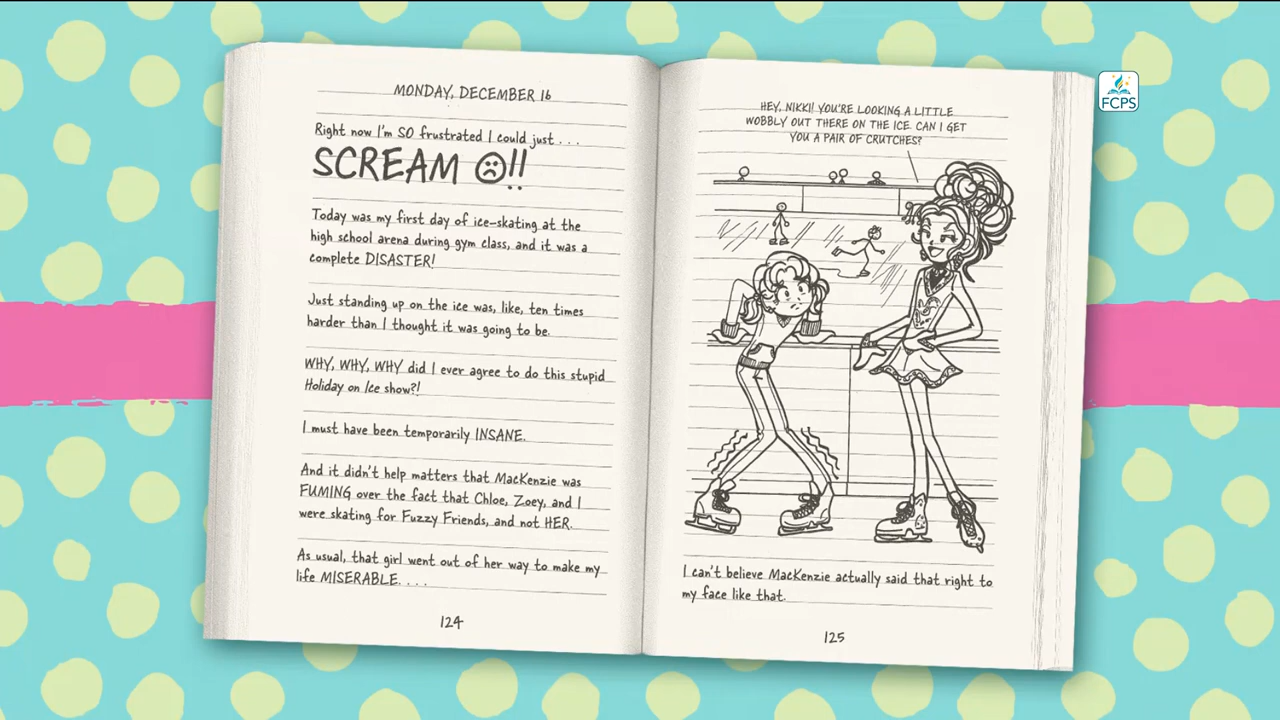 MONDAY, DECEMBER 16
Right now I'm SO frustrated I could just . . .
SCREAM ☹!!
Today was my first day of ice-skating at the
high school arena during gym class, and it was a
complete DISASTER!
Just standing up on the ice was, like, ten times
harder than I thought it was going to be.
WHY, WHY, WHY did I ever agree to do this stupid
Holiday on Ice show?!
I must have been temporarily INSANE.
And it didn't help matters that MacKenzie was
FUMING over the fact that Chloe, Zoey, and I
were skating for Fuzzy Friends, and not HER.
As usual, that girl went out of her way to make my
life MISERABLE. . . .
124
HEY, NIKKI! YOU'RE LOOKING A LITTLE
WOBBLY OUT THERE ON THE ICE. CAN I GET
YOU A PAIR OF CRUTCHES?
I can't believe MacKenzie actually said that right to
my face like that.
125
FCPS